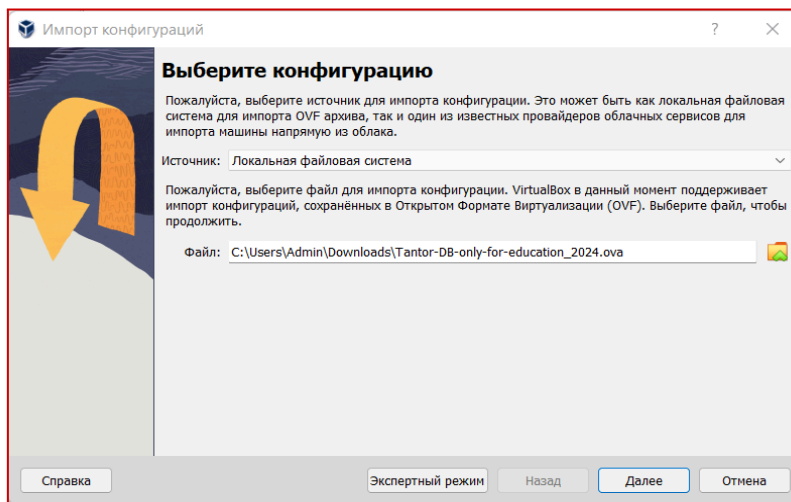 Импорт конфигураций
?
Выберите конфигурацию
Пожалуйста, выберите источник для импорта конфигурации. Это может быть как локальная файловая
система для импорта OVF архива, так и один из известных провайдеров облачных сервисов для
импорта машины напрямую из облака.
Источник: Локальная файловая система
Пожалуйста, выберите файл для импорта конфигурации. VirtualBox в данный момент поддерживает
импорт конфигураций, сохранённых в Открытом Формате Виртуализации (OVF). Выберите файл, чтобы
продолжить.
Файл: C:\Users\Admin\Downloads\Tantor-DB-only-for-education_2024.ova
Справка Экспертный режим Назад Далее Отмена